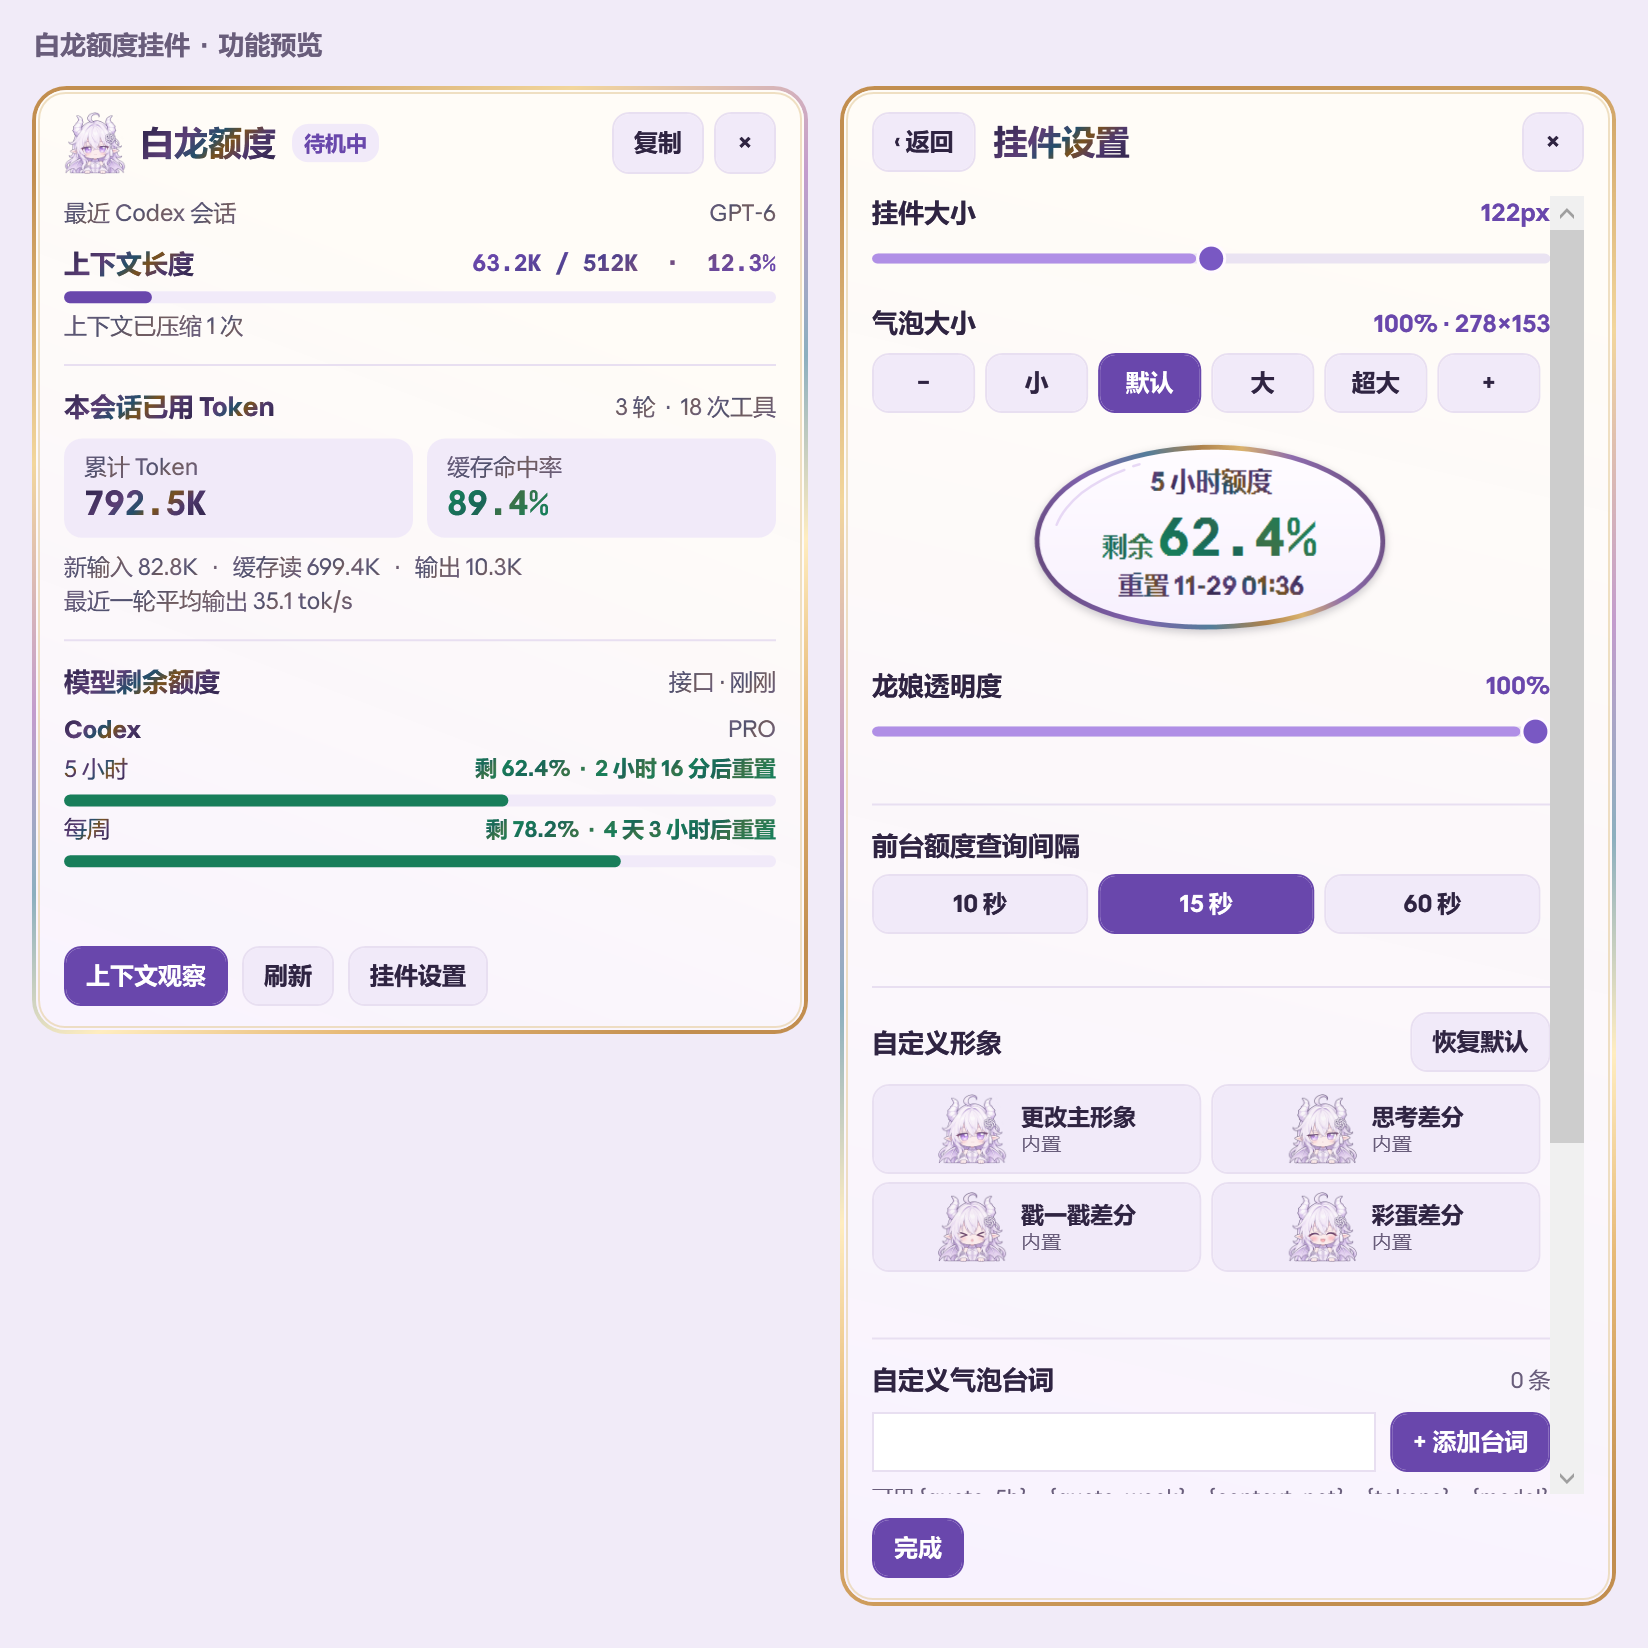 白龙额度挂件 · 功能预览
白龙额度 待机中 复制 ×
最近 Codex 会话 GPT-6
上下文长度 63.2K / 512K · 12.3%
上下文已压缩 1 次
本会话已用 Token 3 轮 · 18 次工具
累计 Token 缓存命中率
792.5K 89.4%
新输入 82.8K · 缓存读 699.4K · 输出 10.3K
最近一轮平均输出 35.1 tok/s
模型剩余额度 接口 · 刚刚
Codex PRO
5 小时 剩 62.4% · 2 小时 16 分后重置
每周 剩 78.2% · 4 天 3 小时后重置
上下文观察 刷新 挂件设置
‹ 返回 挂件设置 ×
挂件大小 122px
气泡大小 100% · 278×153
− 小 默认 大 超大 +
5 小时额度
剩余 62.4%
重置 11-29 01:36
龙娘透明度 100%
前台额度查询间隔
10 秒 15 秒 60 秒
自定义形象 恢复默认
更改主形象 思考差分
内置 内置
戳一戳差分 彩蛋差分
内置 内置
自定义气泡台词 0 条
+ 添加台词
完成